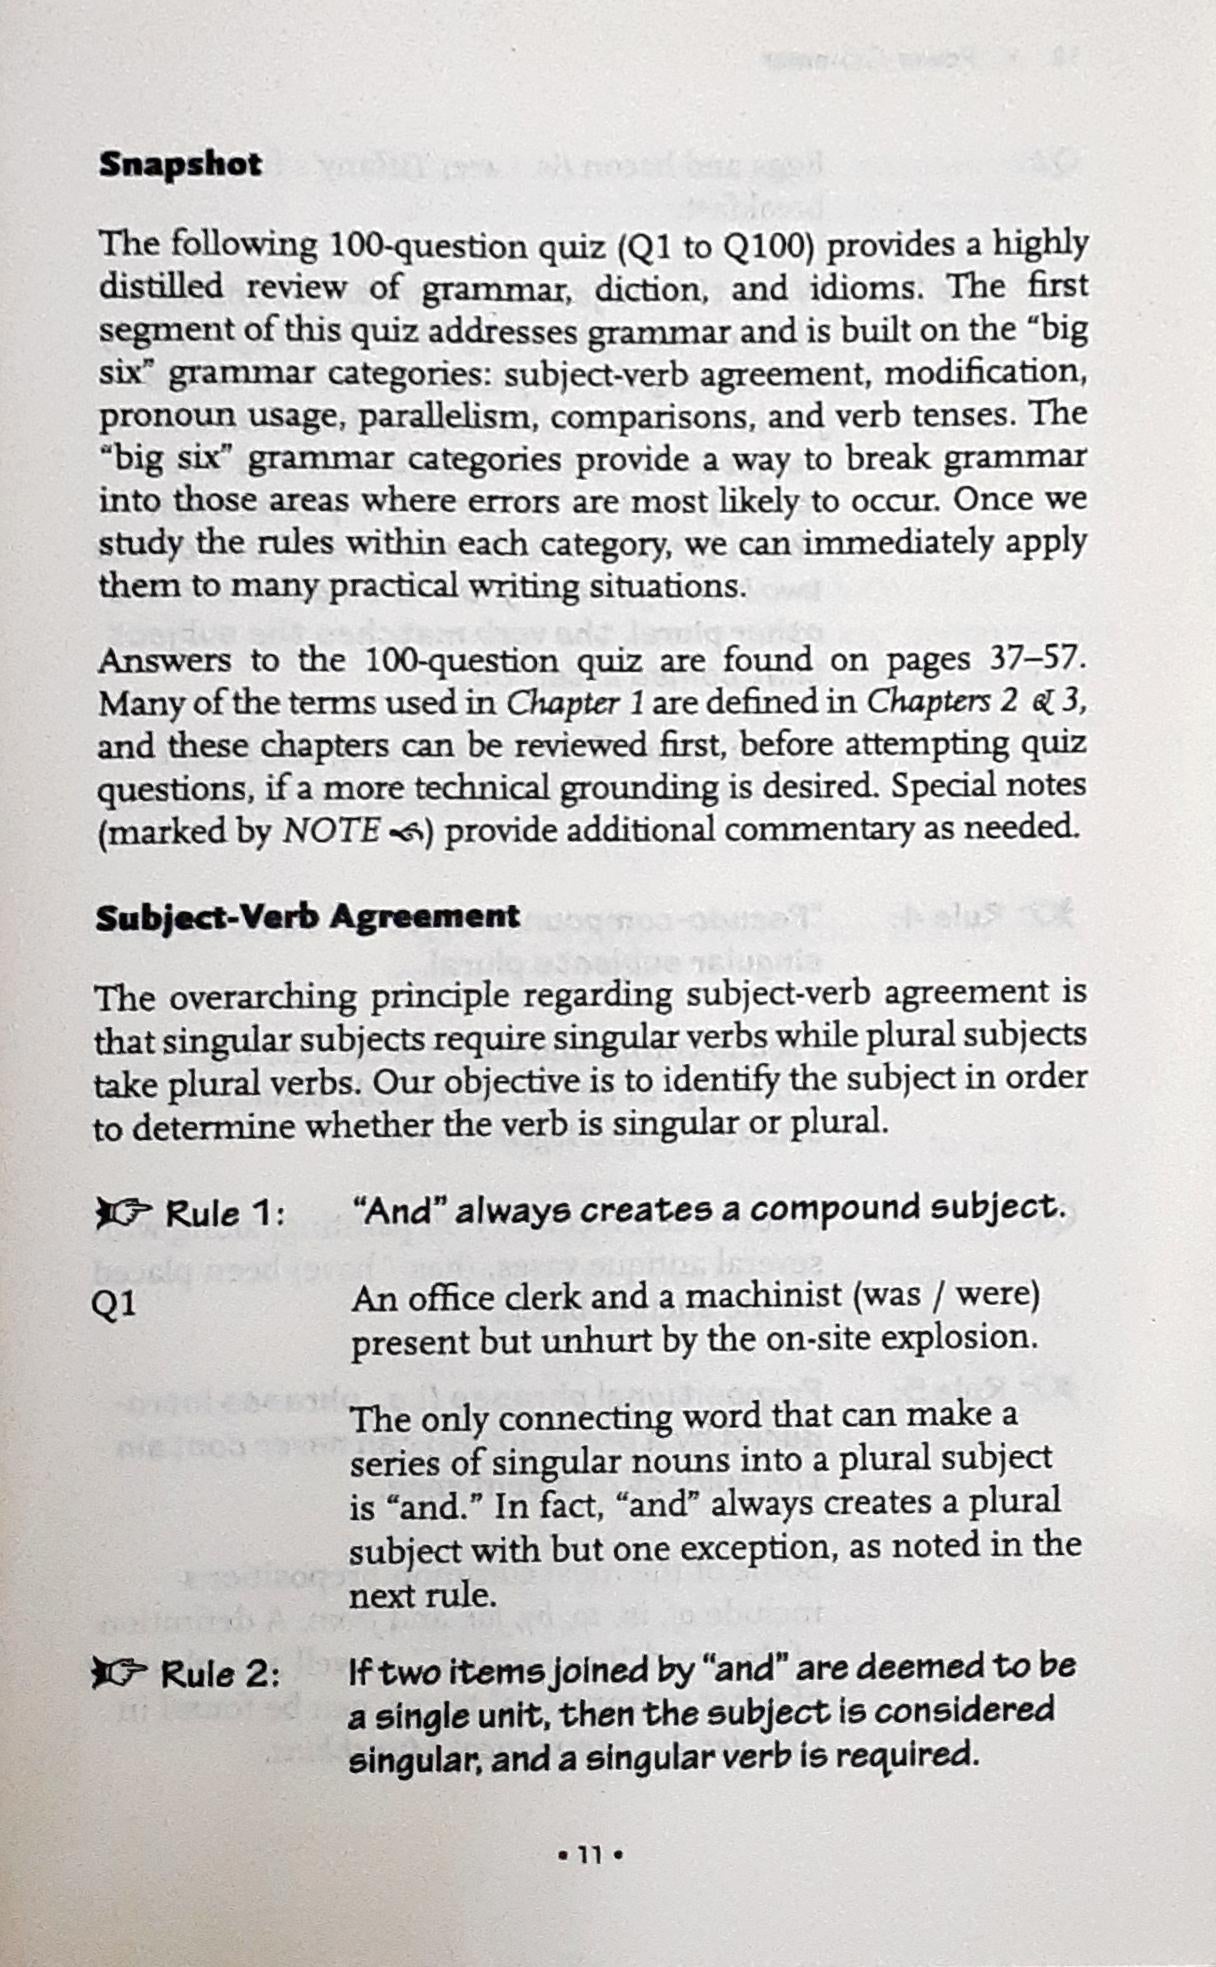 Snapshot
The following 100-question quiz (Q1 to Q100) provides a highly
distilled review of grammar, diction, and idioms. The first
segment of this quiz addresses grammar and is built on the “big
six” grammar categories: subject-verb agreement, modification,
pronoun usage, parallelism, comparisons, and verb tenses. The
“big six” grammar categories provide a way to break grammar
into those areas where errors are most likely to occur. Once we
study the rules within each category, we can immediately apply
them to many practical writing situations.
Answers to the 100-question quiz are found on pages 37–57.
Many of the terms used in Chapter 1 are defined in Chapters 2 & 3,
and these chapters can be reviewed first, before attempting quiz
questions, if a more technical grounding is desired. Special notes
(marked by NOTE ✍) provide additional commentary as needed.
Subject-Verb Agreement
The overarching principle regarding subject-verb agreement is
that singular subjects require singular verbs while plural subjects
take plural verbs. Our objective is to identify the subject in order
to determine whether the verb is singular or plural.
☞ Rule 1: “And” always creates a compound subject.
Q1 An office clerk and a machinist (was / were)
present but unhurt by the on-site explosion.
The only connecting word that can make a
series of singular nouns into a plural subject
is “and.” In fact, “and” always creates a plural
subject with but one exception, as noted in the
next rule.
☞ Rule 2: If two items joined by “and” are deemed to be
a single unit, then the subject is considered
singular, and a singular verb is required.
• 11 •